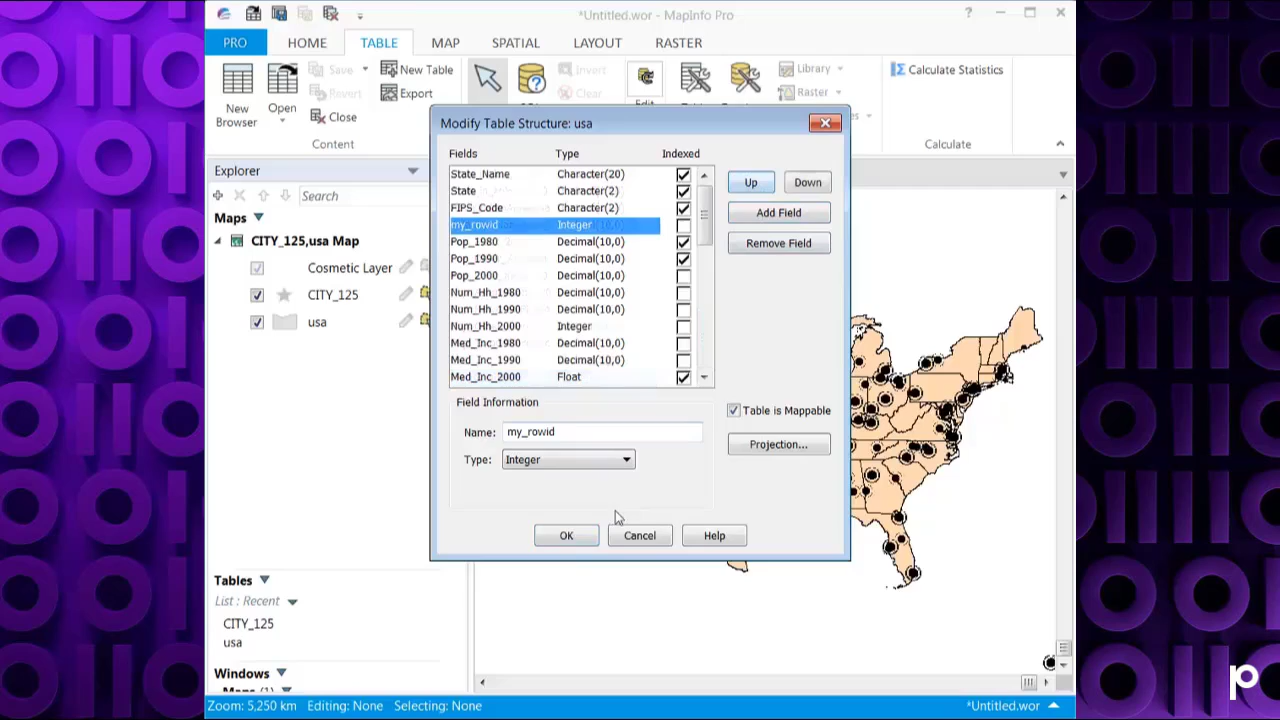 *Untitled.wor - MapInfo Pro
PRO HOME TABLE MAP SPATIAL LAYOUT RASTER
New Browser
Open
Save
Revert
Close
New Table
Export
Content
Invert
Clear
Edit
Library
Raster
Calculate Statistics
Calculate
Explorer
Search
Maps
CITY_125,usa Map
Cosmetic Layer
CITY_125
usa
Tables
List : Recent
CITY_125
usa
Windows
Modify Table Structure: usa
Fields Type Indexed
State_Name Character(20)
State Character(2)
FIPS_Code Character(2)
my_rowid Integer
Pop_1980 Decimal(10,0)
Pop_1990 Decimal(10,0)
Pop_2000 Decimal(10,0)
Num_Hh_1980 Decimal(10,0)
Num_Hh_1990 Decimal(10,0)
Num_Hh_2000 Integer
Med_Inc_1980 Decimal(10,0)
Med_Inc_1990 Decimal(10,0)
Med_Inc_2000 Float
Up Down
Add Field
Remove Field
Field Information
Name: my_rowid
Type: Integer
Table is Mappable
Projection...
OK Cancel Help
Zoom: 5,250 km Editing: None Selecting: None *Untitled.wor
p